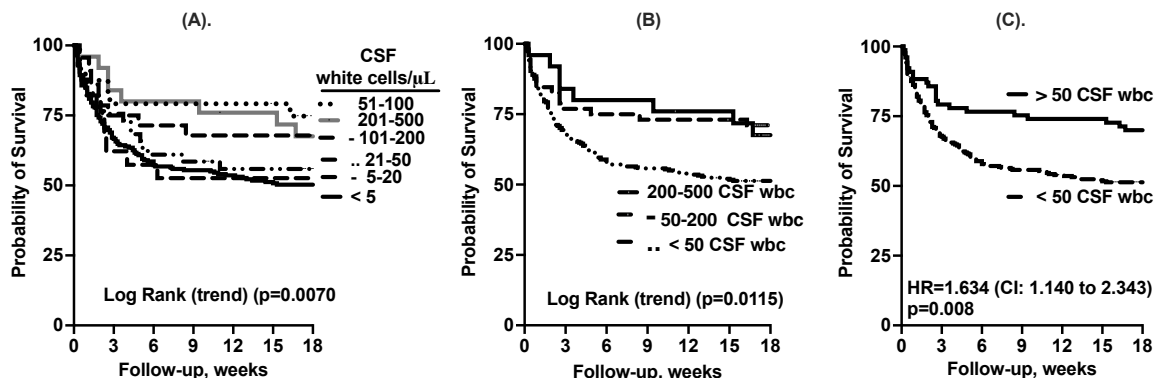 (A).
Probability of Survival
100
75
50
25
0
0 3 6 9 12 15 18
Follow-up, weeks
CSF
white cells/µL
51-100
201-500
- 101-200
.. 21-50
- 5-20
< 5
Log Rank (trend) (p=0.0070
(B)
Probability of Survival
100
75
50
25
0
0 3 6 9 12 15 18
Follow-up, weeks
200-500 CSF wbc
- 50-200 CSF wbc
.. < 50 CSF wbc
Log Rank (trend) (p=0.0115)
(C).
Probability of Survival
100
75
50
25
0
0 3 6 9 12 15 18
Follow-up, weeks
> 50 CSF wbc
< 50 CSF wbc
HR=1.634 (CI: 1.140 to 2.343)
p=0.008